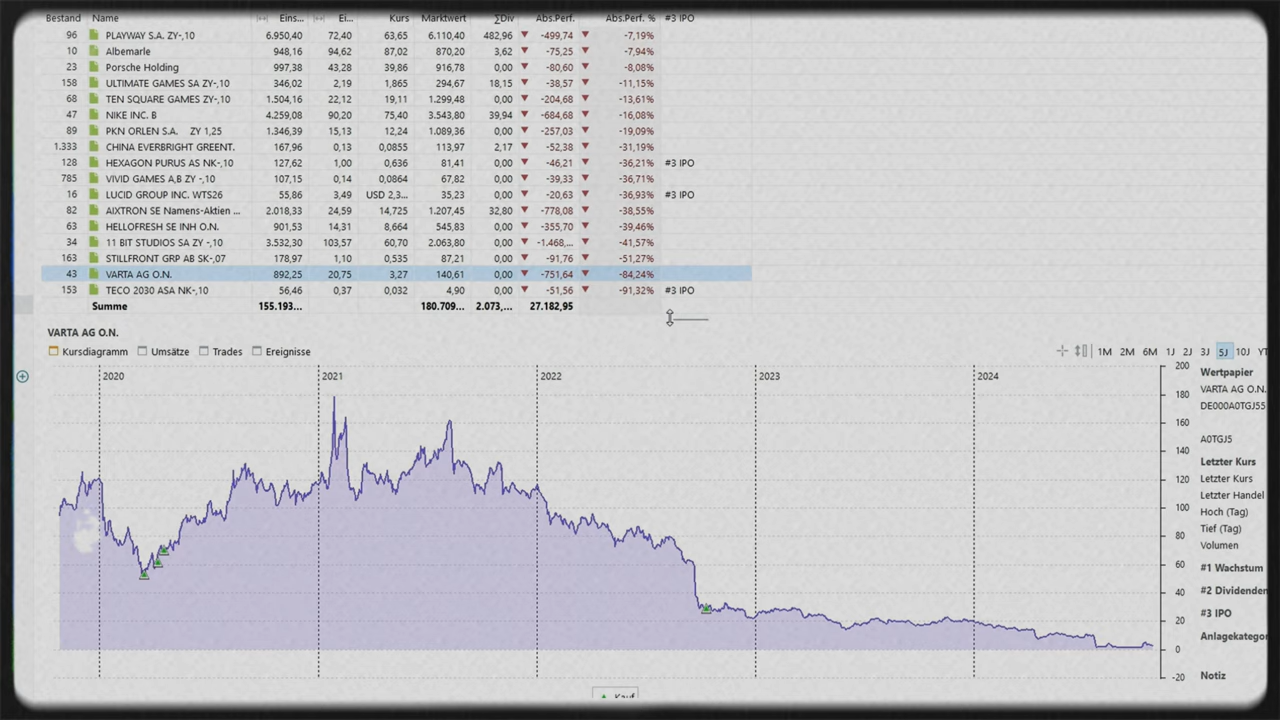 Bestand Name Eins... Ei... Kurs Marktwert ∑Div Abs.Perf. Abs.Perf. % #3 IPO
96 PLAYWAY S.A. ZY-,10 6.950,40 72,40 63,65 6.110,40 482,96 -499,74 -7,19%
10 Albemarle 948,16 94,62 87,02 870,20 3,62 -75,25 -7,94%
23 Porsche Holding 997,38 43,28 39,86 916,78 0,00 -80,60 -8,08%
158 ULTIMATE GAMES SA ZY-,10 346,02 2,19 1,865 294,67 18,15 -38,57 -11,15%
68 TEN SQUARE GAMES ZY-,10 1.504,16 22,12 19,11 1.299,48 0,00 -204,68 -13,61%
47 NIKE INC. B 4.259,08 90,20 75,40 3.543,80 39,94 -684,68 -16,08%
89 PKN ORLEN S.A. ZY 1,25 1.346,39 15,13 12,24 1.089,36 0,00 -257,03 -19,09%
1.333 CHINA EVERBRIGHT GREENT. 167,96 0,13 0,0855 113,97 2,17 -52,38 -31,19%
128 HEXAGON PURUS AS NK-,10 127,62 1,00 0,636 81,41 0,00 -46,21 -36,21% #3 IPO
785 VIVID GAMES A,B ZY -,10 107,15 0,14 0,0864 67,82 0,00 -39,33 -36,71%
16 LUCID GROUP INC. WTS26 55,86 3,49 USD 2,3... 35,23 0,00 -20,63 -36,93% #3 IPO
82 AIXTRON SE Namens-Aktien ... 2.018,33 24,59 14,725 1.207,45 32,80 -778,08 -38,55%
63 HELLOFRESH SE INH O.N. 901,53 14,31 8,664 545,83 0,00 -355,70 -39,46%
34 11 BIT STUDIOS SA ZY -,10 3.532,30 103,57 60,70 2.063,80 0,00 -1.468,... -41,57%
163 STILLFRONT GRP AB SK-,07 178,97 1,10 0,535 87,21 0,00 -91,76 -51,27%
43 VARTA AG O.N. 892,25 20,75 3,27 140,61 0,00 -751,64 -84,24%
153 TECO 2030 ASA NK-,10 56,46 0,37 0,032 4,90 0,00 -51,56 -91,32% #3 IPO
Summe 155.193... 180.709... 2.073,... 27.182,95
VARTA AG O.N.
Kursdiagramm Umsätze Trades Ereignisse 1M 2M 6M 1J 2J 3J 5J 10J YT
2020 2021 2022 2023 2024
200
180
160
140
120
100
80
60
40
20
0
-20
Kauf
Wertpapier
VARTA AG O.N.
DE000A0TGJ55
A0TGJ5
Letzter Kurs
Letzter Kurs
Letzter Handel
Hoch (Tag)
Tief (Tag)
Volumen
#1 Wachstum
#2 Dividenden
#3 IPO
Anlagekategor
Notiz